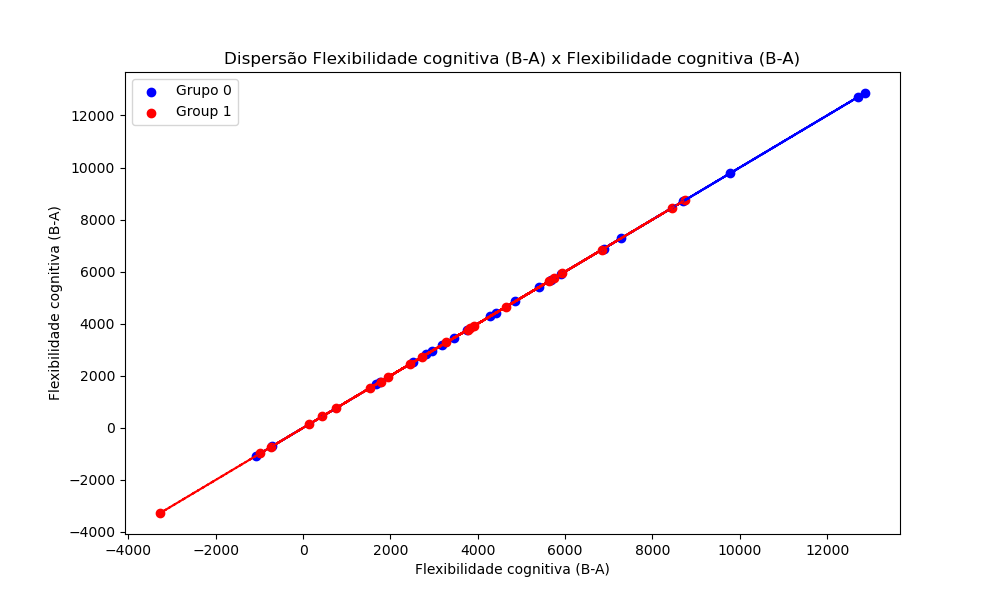 Dispersão Flexibilidade cognitiva (B-A) x Flexibilidade cognitiva (B-A)
Grupo 0
Group 1
Flexibilidade cognitiva (B-A)
12000
10000
8000
6000
4000
2000
0
−2000
−4000
−4000 −2000 0 2000 4000 6000 8000 10000 12000
Flexibilidade cognitiva (B-A)